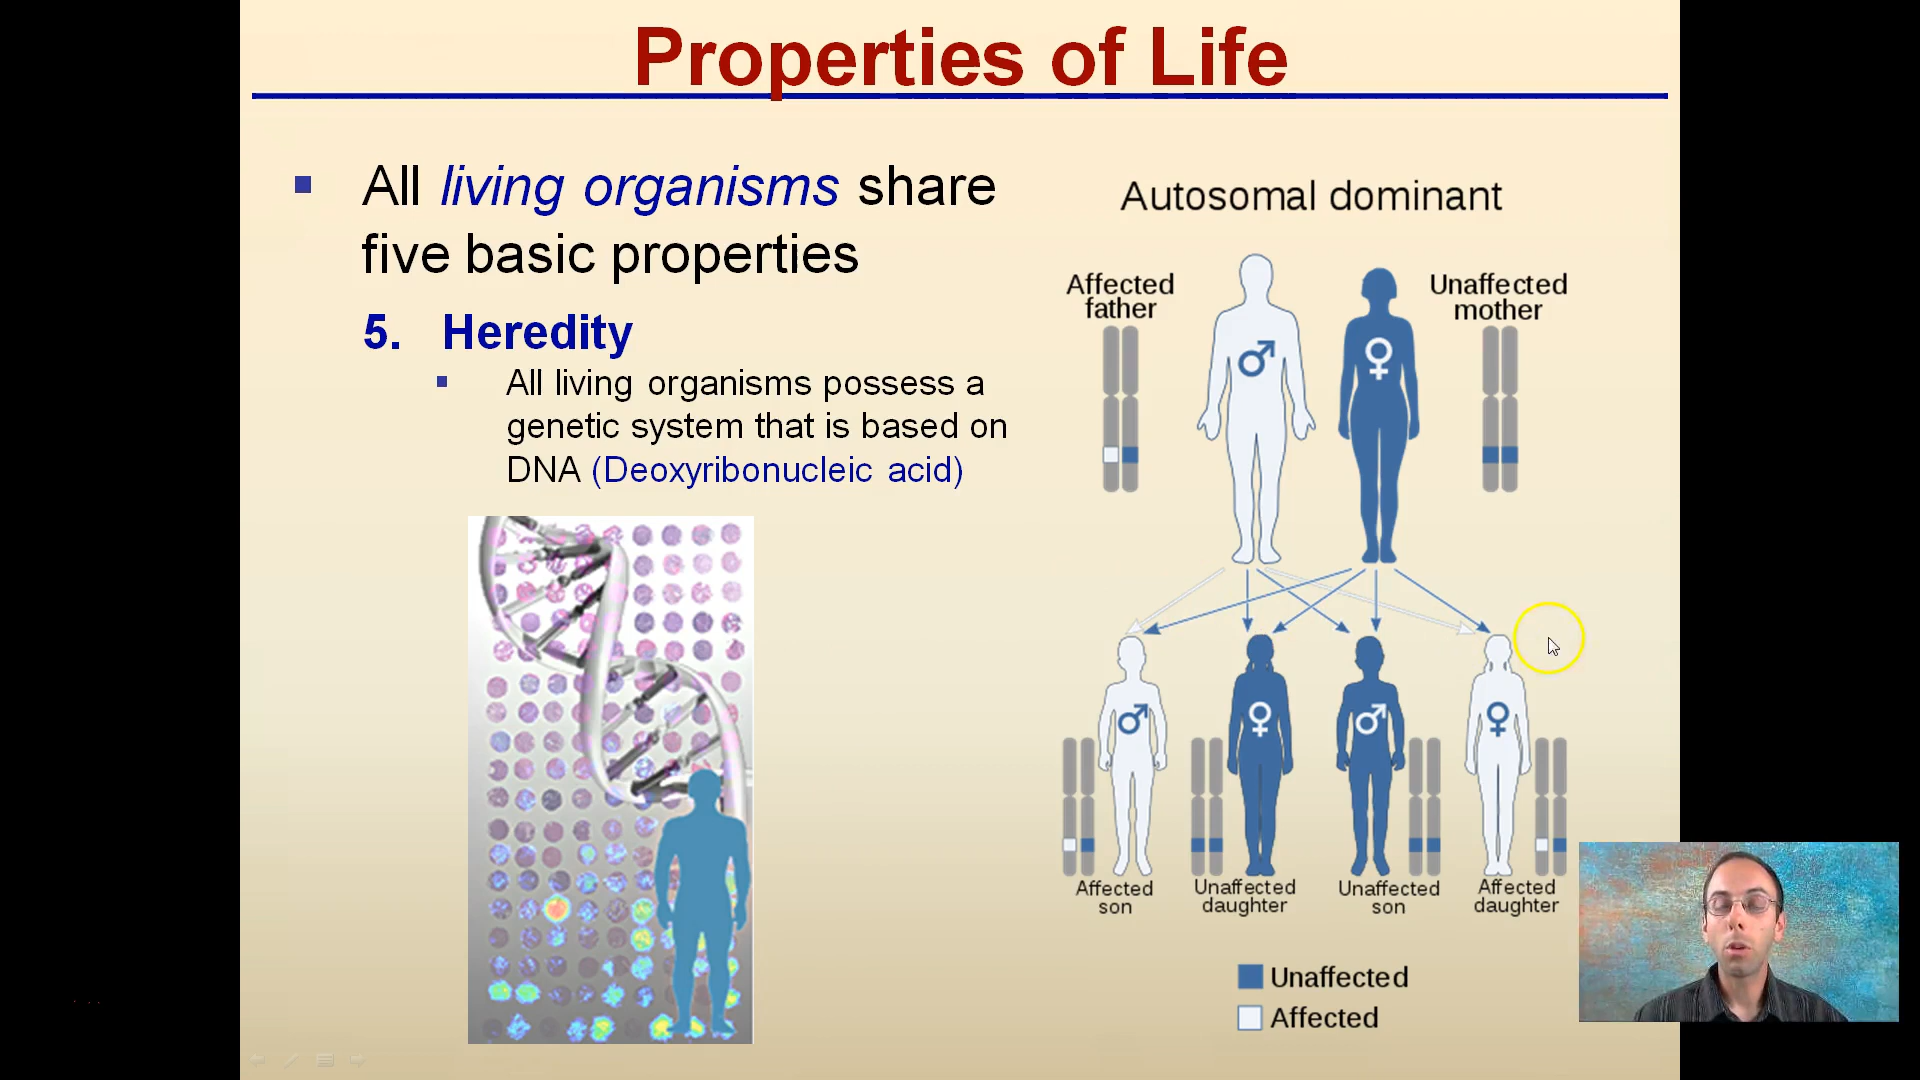 Properties of Life
All living organisms share
five basic properties
5. Heredity
All living organisms possess a
genetic system that is based on
DNA (Deoxyribonucleic acid)
Autosomal dominant
Affected
father
Unaffected
mother
Affected
son
Unaffected
daughter
Unaffected
son
Affected
daughter
Unaffected
Affected